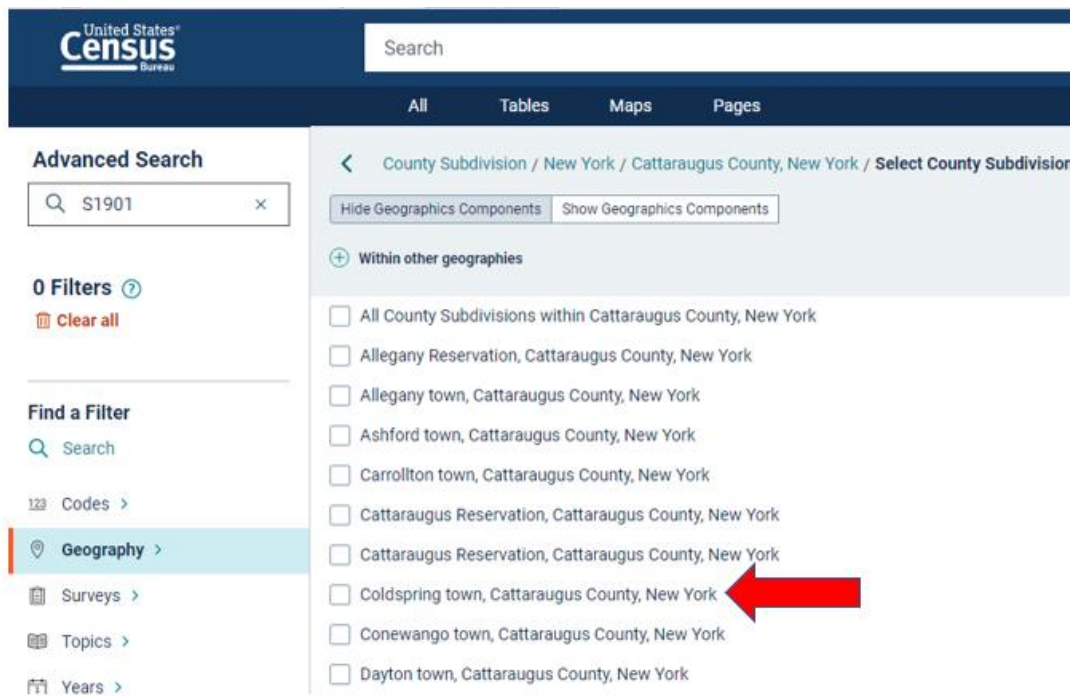 United States®
Census
Bureau
Search
All Tables Maps Pages
Advanced Search
S1901 ×
0 Filters ?
Clear all
Find a Filter
Search
123 Codes >
Geography >
Surveys >
Topics >
Years >
County Subdivision / New York / Cattaraugus County, New York / Select County Subdivision
Hide Geographics Components Show Geographics Components
Within other geographies
All County Subdivisions within Cattaraugus County, New York
Allegany Reservation, Cattaraugus County, New York
Allegany town, Cattaraugus County, New York
Ashford town, Cattaraugus County, New York
Carrollton town, Cattaraugus County, New York
Cattaraugus Reservation, Cattaraugus County, New York
Cattaraugus Reservation, Cattaraugus County, New York
Coldspring town, Cattaraugus County, New York
Conewango town, Cattaraugus County, New York
Dayton town, Cattaraugus County, New York